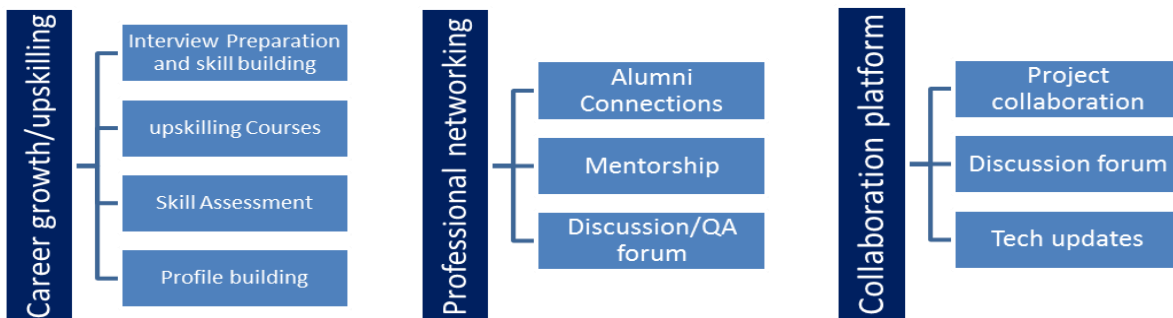 Career growth/upskilling
Interview Preparation
and skill building
upskilling Courses
Skill Assessment
Profile building
Professional networking
Alumni
Connections
Mentorship
Discussion/QA
forum
Collaboration platform
Project
collaboration
Discussion forum
Tech updates